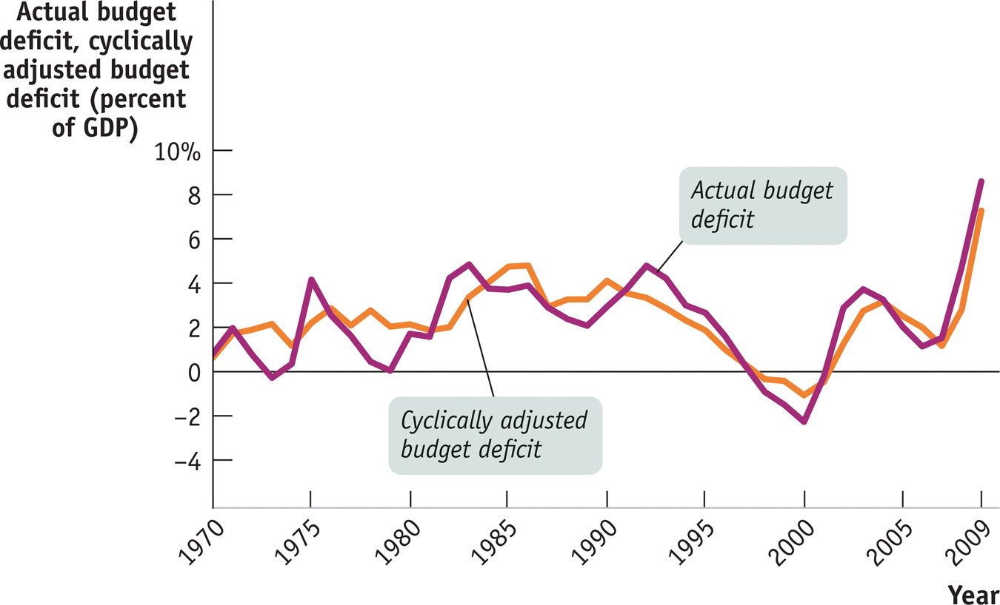 Actual budget
deficit, cyclically
adjusted budget
deficit (percent
of GDP)
10%
8
6
4
2
0
−2
−4
Actual budget
deficit
Cyclically adjusted
budget deficit
1970
1975
1980
1985
1990
1995
2000
2005
2009
Year